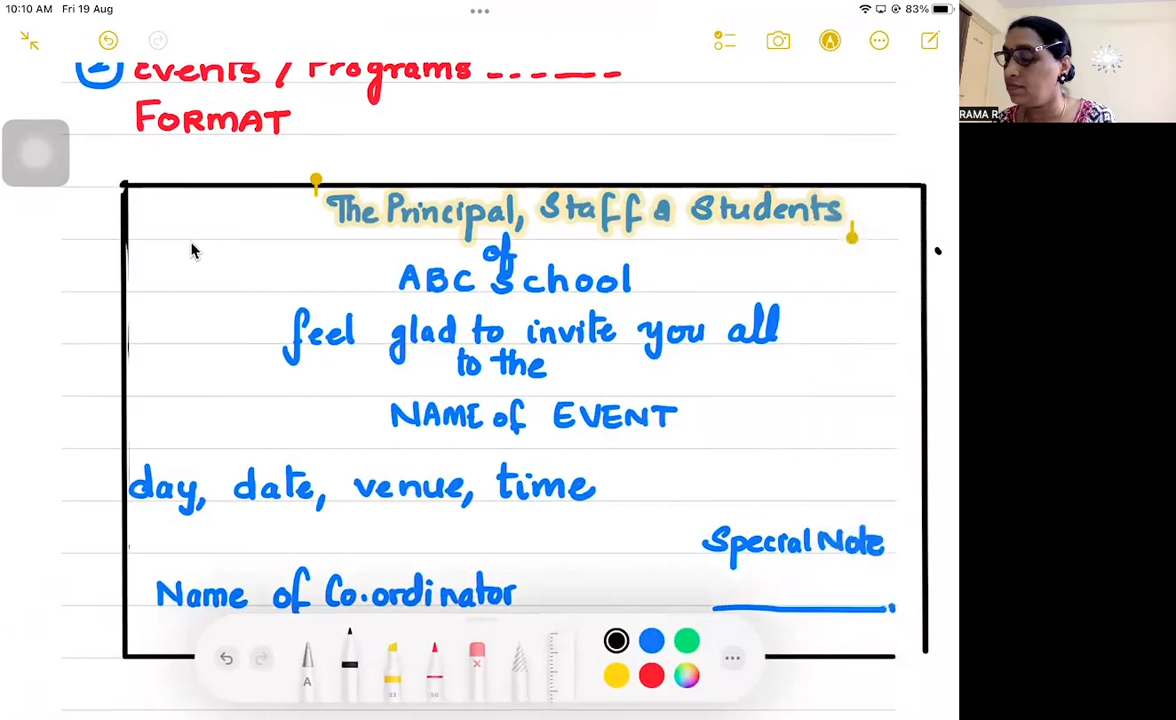 10:10 AM Fri 19 Aug
83%
Events / Programs
FORMAT
RAMA R
The Principal, Staff & Students
of
ABC School
feel glad to invite you all
to the
NAME of EVENT
day, date, venue, time
Special Note
Name of Co.ordinator
A
50